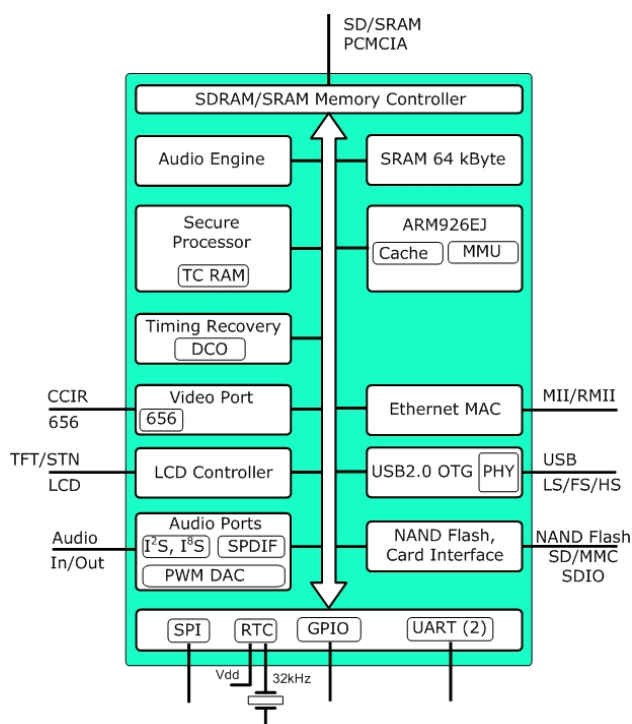 SD/SRAM
PCMCIA
SDRAM/SRAM Memory Controller
Audio Engine
SRAM 64 kByte
Secure
Processor
TC RAM
ARM926EJ
Cache
MMU
Timing Recovery
DCO
CCIR
656
Video Port
656
Ethernet MAC
MII/RMII
TFT/STN
LCD
LCD Controller
USB2.0 OTG
PHY
USB
LS/FS/HS
Audio
In/Out
Audio Ports
I²S, I⁸S
SPDIF
PWM DAC
NAND Flash,
Card Interface
NAND Flash
SD/MMC
SDIO
SPI
RTC
GPIO
UART (2)
Vdd
32kHz